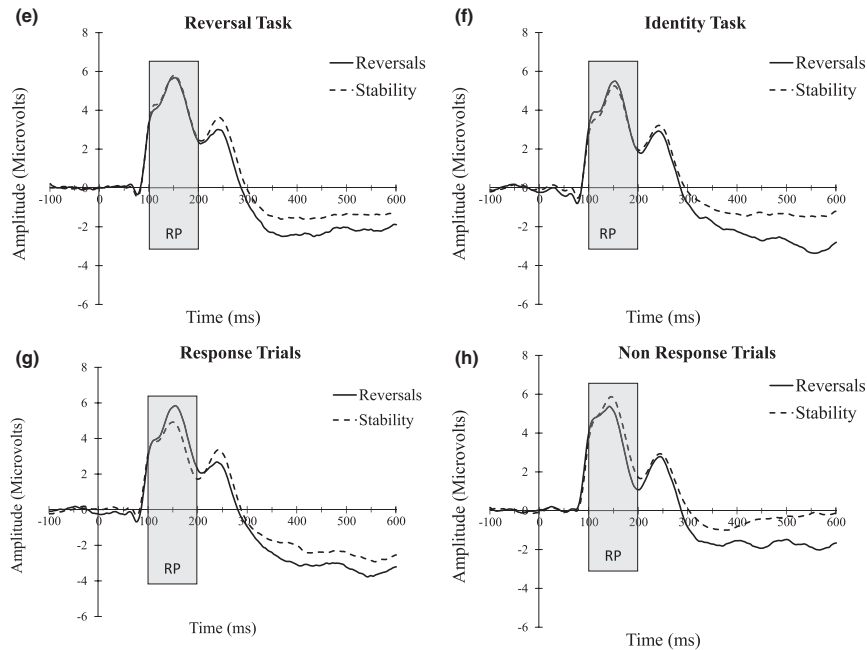 (e)
Reversal Task
8
6
4
2
0
-2
-4
-6
-100 0 100 200 300 400 500 600
Amplitude (Microvolts)
Time (ms)
Reversals
Stability
RP
(f)
Identity Task
8
6
4
2
0
-2
-4
-6
-100 0 100 200 300 400 500 600
Amplitude (Microvolts)
Time (ms)
Reversals
Stability
RP
(g)
Response Trials
8
6
4
2
0
-2
-4
-6
-100 0 100 200 300 400 500 600
Amplitude (Microvolts)
Time (ms)
Reversals
Stability
RP
(h)
Non Response Trials
8
6
4
2
0
-2
-4
-6
-100 0 100 200 300 400 500 600
Amplitude (Microvolts)
Time (ms)
Reversals
Stability
RP